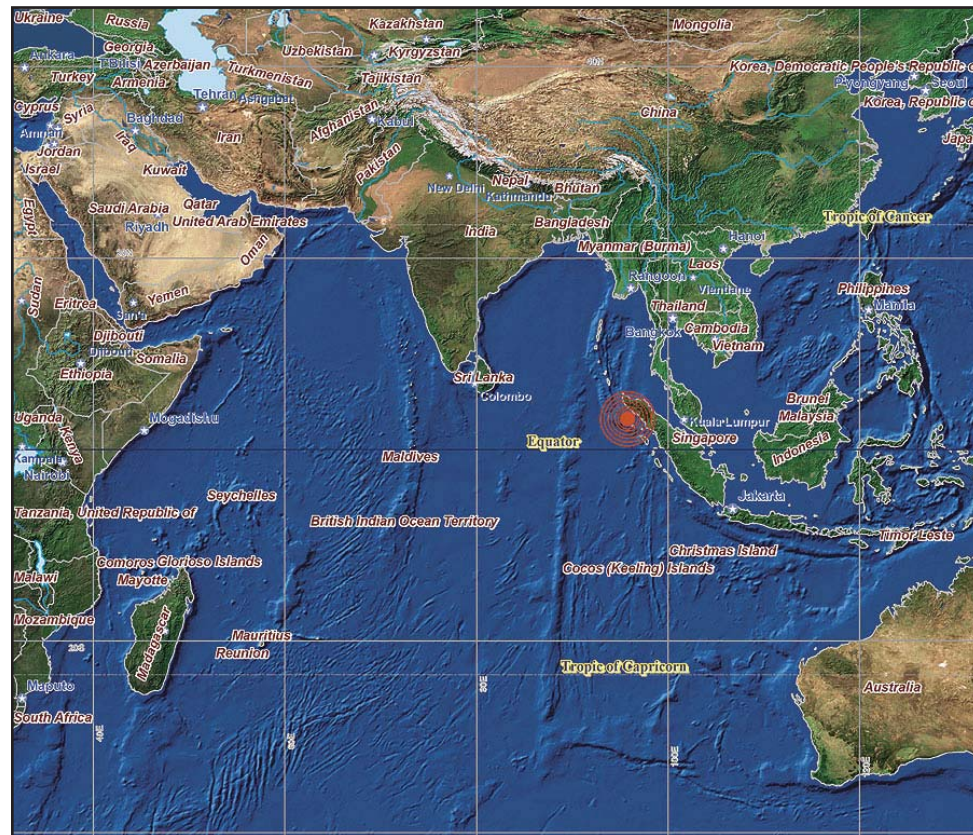 Ukraine
Russia
Kazakhstan
Mongolia
Georgia
Uzbekistan
Kyrgyzstan
Ankara
T'Bilisi
Azerbaijan
Turkmenistan
Korea, Democratic People's Republic of
Turkey
Armenia
Tajikistan
P'yongyang
Seoul
Tehran
Ashgabat
Cyprus
Syria
Afghanistan
China
Korea, Republic of
Baghdad
Kabul
Amman
Iraq
Iran
Japa
Jordan
Israel
Kuwait
Pakistan
Nepal
New Delhi
Bhutan
Kathmandu
Egypt
Saudi Arabia
Qatar
United Arab Emirates
Riyadh
India
Bangladesh
Tropic of Cancer
Oman
Myanmar (Burma)
Hanoi
Laos
Sudan
Eritrea
Yemen
Rangoon
Vientiane
Philippines
San'a
Thailand
Manila
Djibouti
Bangkok
Cambodia
Djibouti
Somalia
Vietnam
Ethiopia
Sri Lanka
Colombo
Brunei
Uganda
Mogadishu
Kuala Lumpur
Malaysia
Kenya
Equator
Singapore
Indonesia
Kampala
Maldives
Nairobi
Seychelles
Jakarta
Tanzania, United Republic of
British Indian Ocean Territory
Timor Leste
Comoros
Glorioso Islands
Christmas Island
Malawi
Mayotte
Cocos (Keeling) Islands
Mozambique
Madagascar
Mauritius
Reunion
Tropic of Capricorn
Maputo
Australia
South Africa